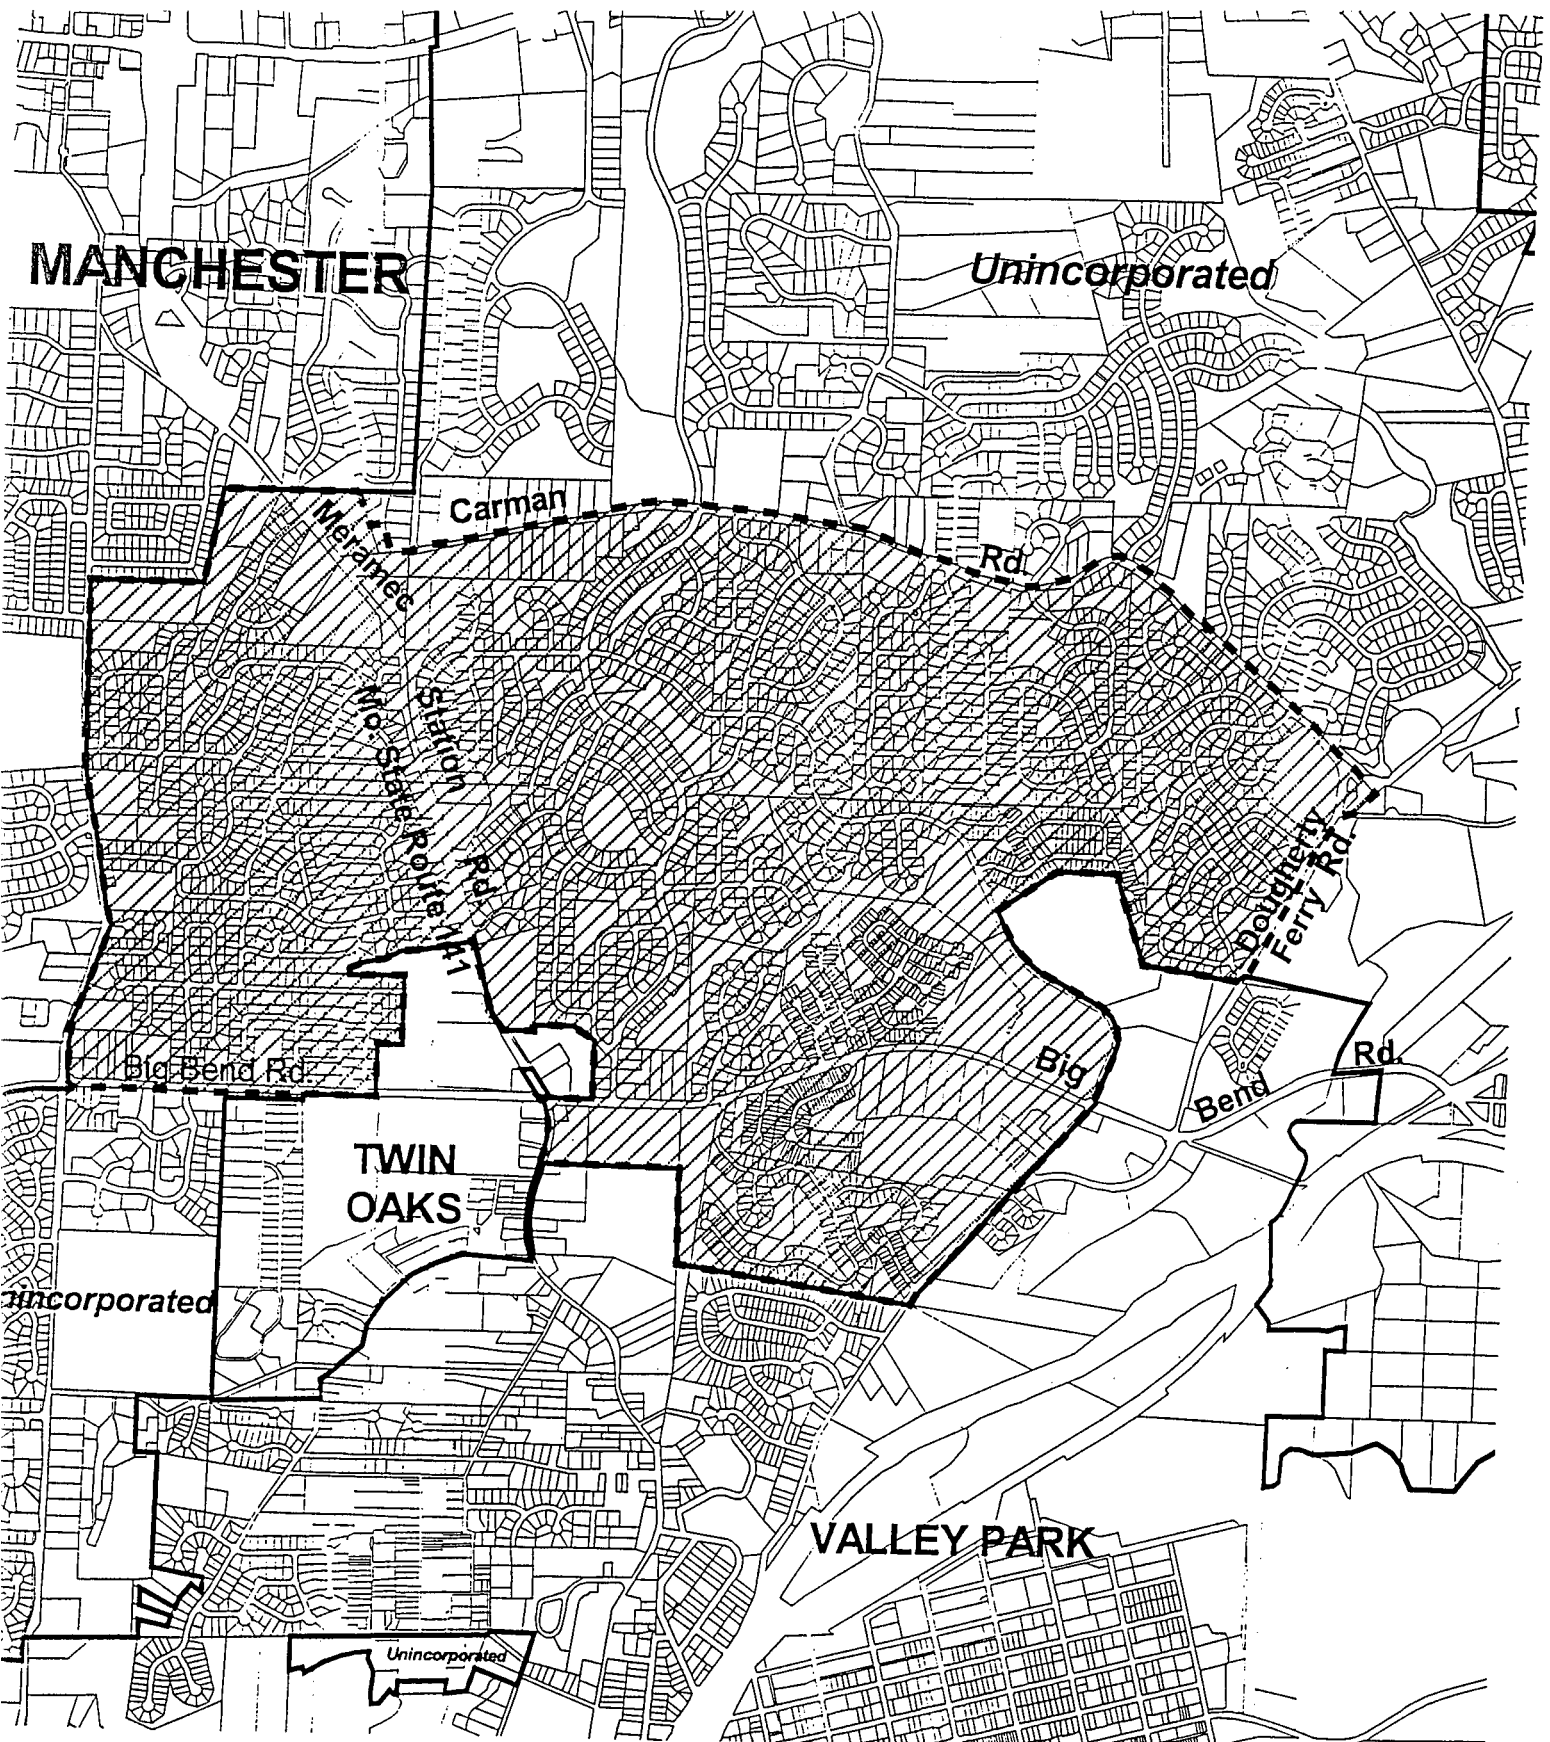 MANCHESTER
Unincorporated
Carman
Rd.
Meramec
Station
Rd.
Mo. State Route 141
Dougherty
Ferry Rd.
Big Bend Rd.
Big
Bend
Rd.
TWIN
OAKS
nincorporated
VALLEY PARK
Unincorporated